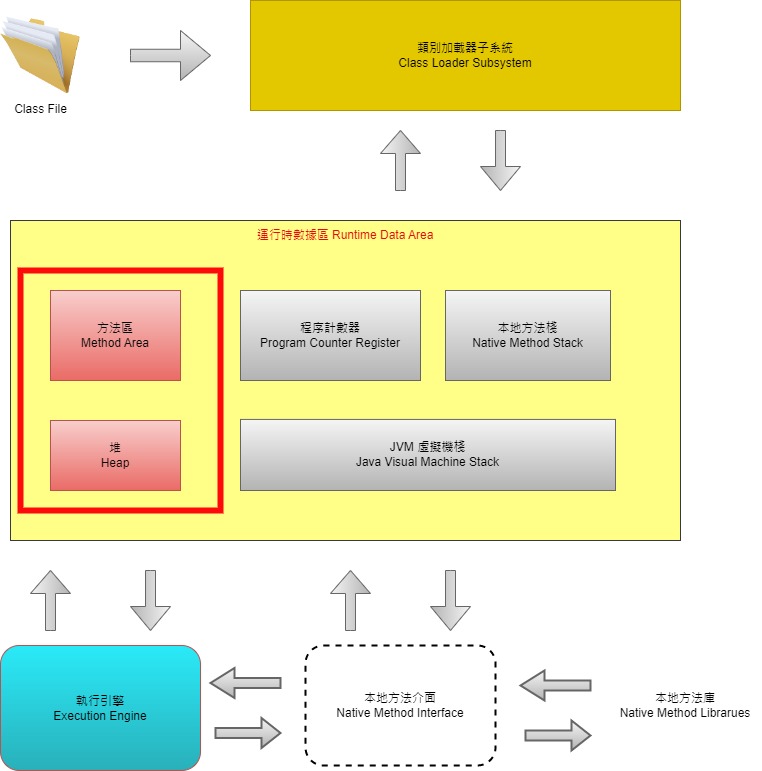 類別加載器子系統
Class Loader Subsystem
Class File
運行時數據區 Runtime Data Area
方法區
Method Area
程序計數器
Program Counter Register
本地方法棧
Native Method Stack
堆
Heap
JVM 虛擬機棧
Java Visual Machine Stack
執行引擎
Execution Engine
本地方法介面
Native Method Interface
本地方法庫
Native Method Librarues